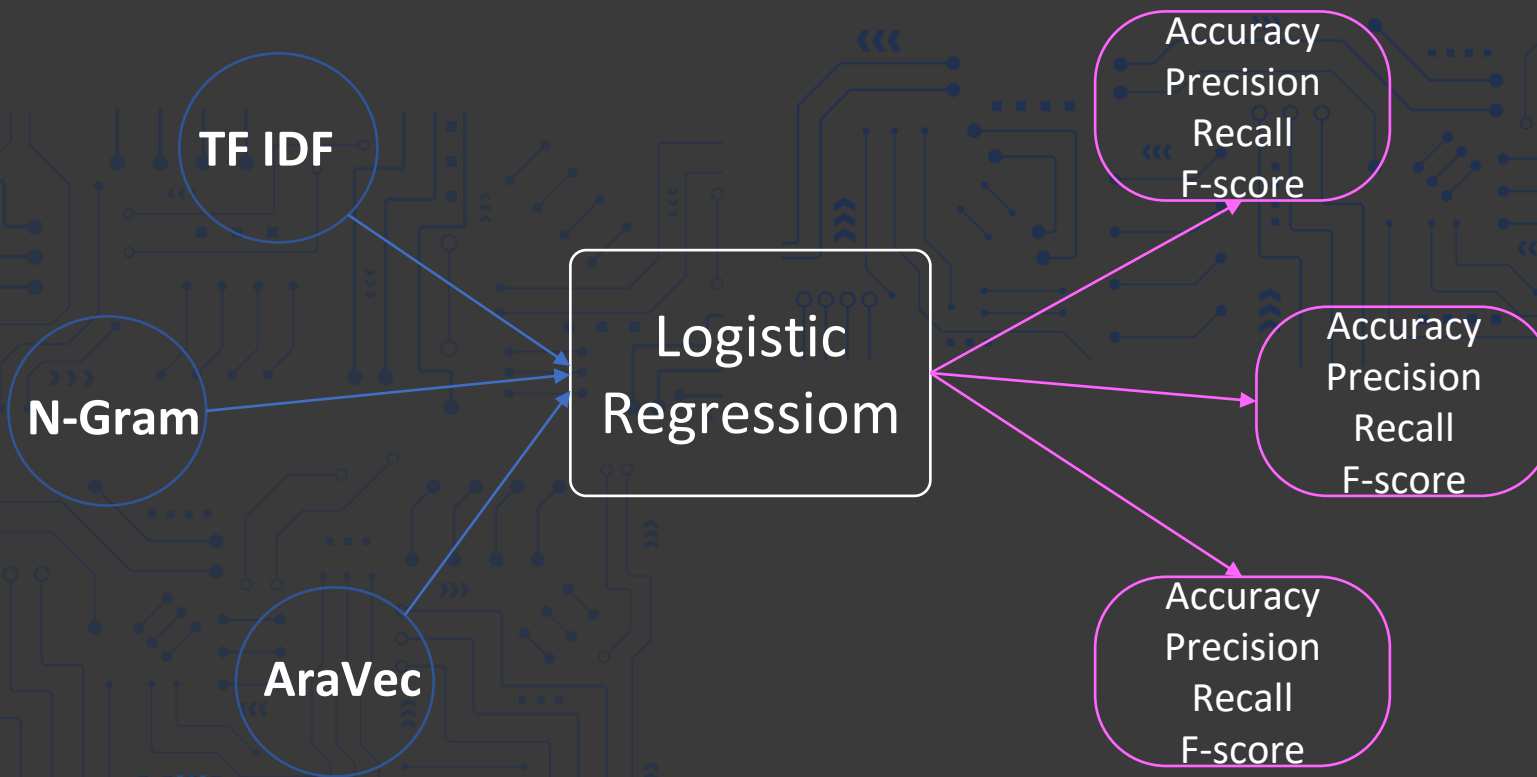 TF IDF
N-Gram
AraVec
Logistic
Regressiom
Accuracy
Precision
Recall
F-score
Accuracy
Precision
Recall
F-score
Accuracy
Precision
Recall
F-score